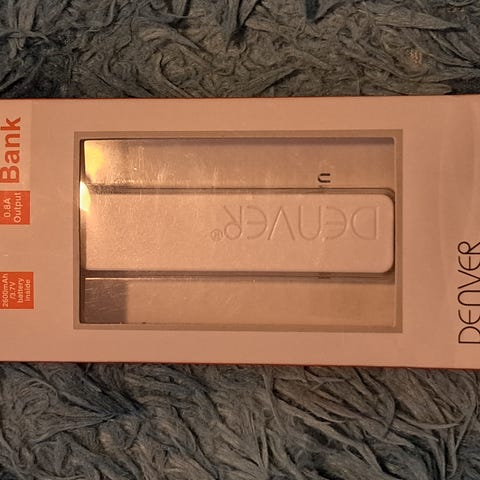 Bank
0.8A
Output
2600mAh
/3.7V
battery
inside
DENVER®
DENVER